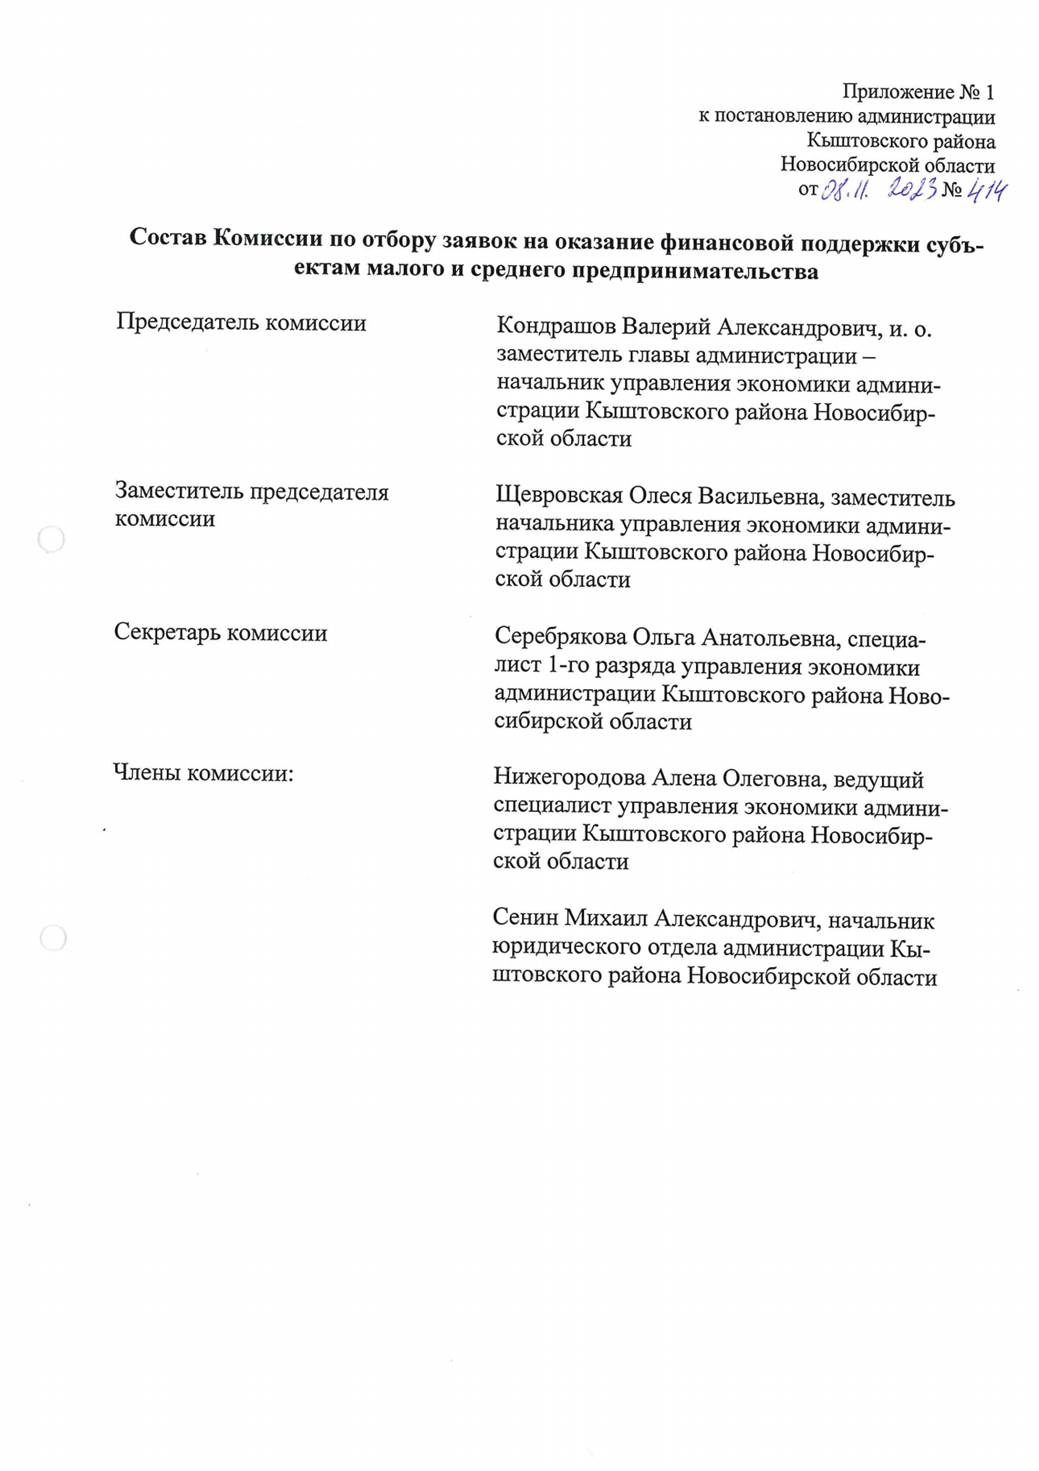 Приложение № 1
к постановлению администрации
Кыштовского района
Новосибирской области
от 08.11. 2023 № 414
Состав Комиссии по отбору заявок на оказание финансовой поддержки субъ-
ектам малого и среднего предпринимательства
Председатель комиссии
Кондрашов Валерий Александрович, и. о.
заместитель главы администрации –
начальник управления экономики админи-
страции Кыштовского района Новосибир-
ской области
Заместитель председателя
комиссии
Щевровская Олеся Васильевна, заместитель
начальника управления экономики админи-
страции Кыштовского района Новосибир-
ской области
Секретарь комиссии
Серебрякова Ольга Анатольевна, специа-
лист 1-го разряда управления экономики
администрации Кыштовского района Ново-
сибирской области
Члены комиссии:
Нижегородова Алена Олеговна, ведущий
специалист управления экономики админи-
страции Кыштовского района Новосибир-
ской области
Сенин Михаил Александрович, начальник
юридического отдела администрации Кы-
штовского района Новосибирской области